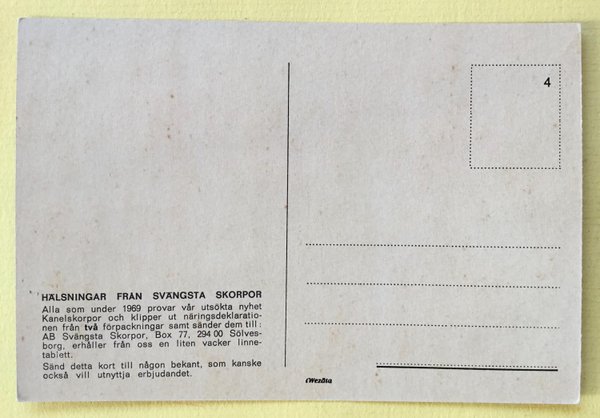 4
HÄLSNINGAR FRÅN SVÄNGSTA SKORPOR
Alla som under 1969 provar vår utsökta nyhet
Kanelskorpor och klipper ut näringsdeklaratio-
nen från två förpackningar samt sänder dem till:
AB Svängsta Skorpor, Box 77, 294 00 Sölves-
borg, erhåller från oss en liten vacker linne-
tablett.
Sänd detta kort till någon bekant, som kanske
också vill utnyttja erbjudandet.